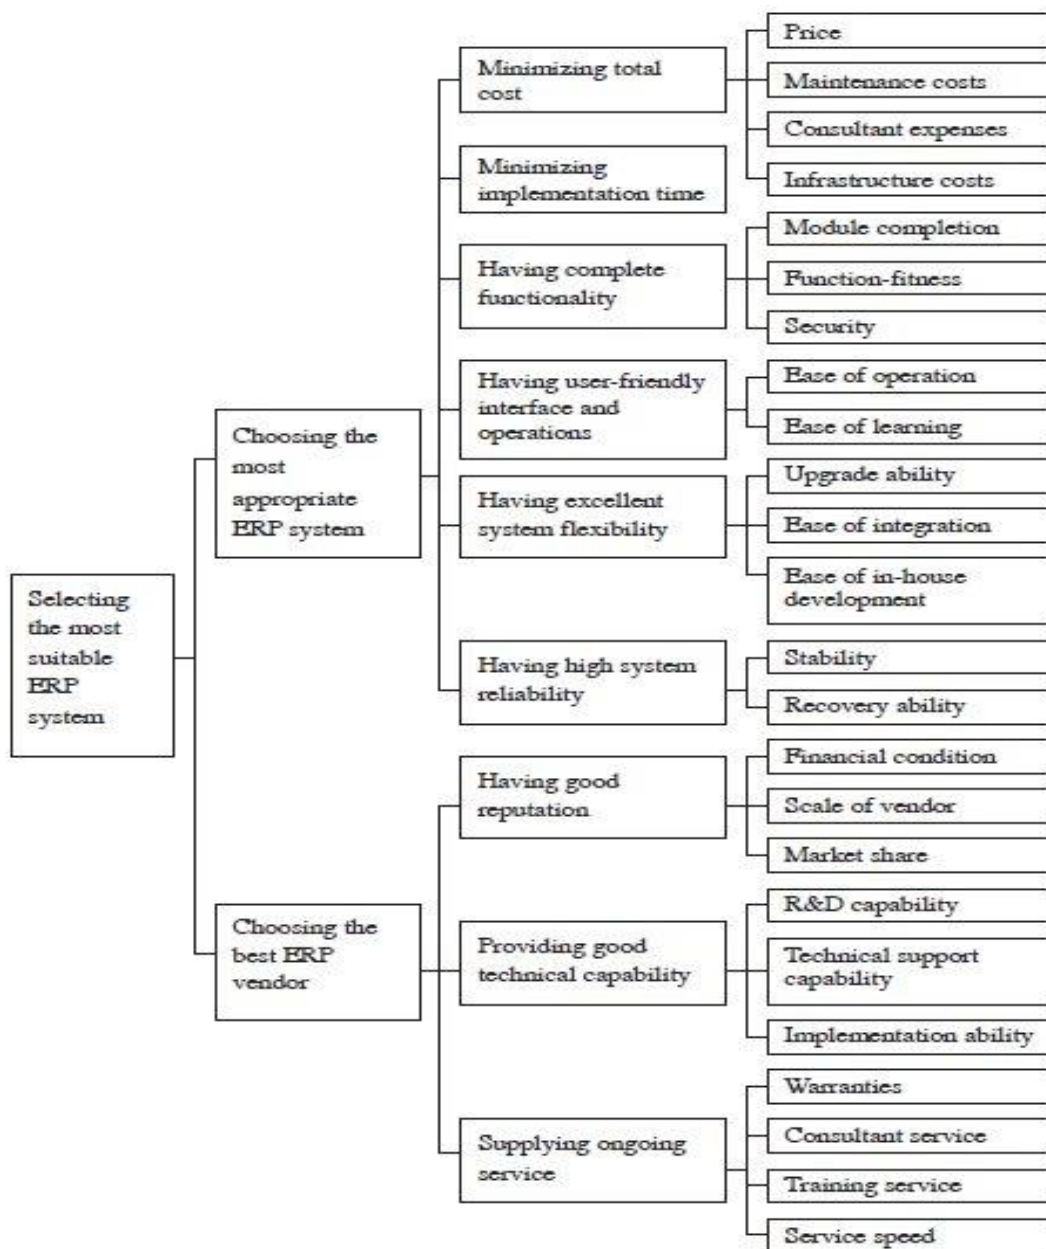 Selecting
the most
suitable
ERP
system
Choosing the
most
appropriate
ERP system
Minimizing total
cost
Price
Maintenance costs
Consultant expenses
Infrastructure costs
Minimizing
implementation time
Having complete
functionality
Module completion
Function-fitness
Security
Having user-friendly
interface and
operations
Ease of operation
Ease of learning
Having excellent
system flexibility
Upgrade ability
Ease of integration
Ease of in-house
development
Having high system
reliability
Stability
Recovery ability
Choosing the
best ERP
vendor
Having good
reputation
Financial condition
Scale of vendor
Market share
Providing good
technical capability
R&D capability
Technical support
capability
Implementation ability
Supplying ongoing
service
Warranties
Consultant service
Training service
Service speed